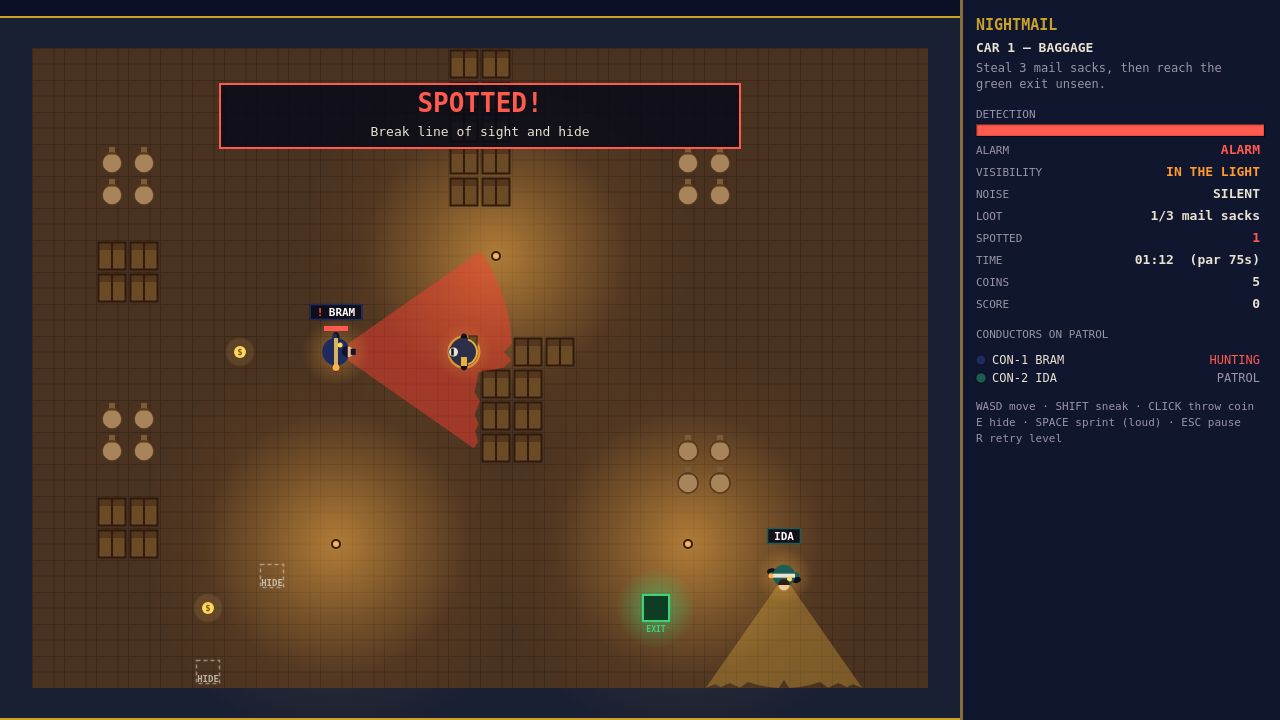 SPOTTED!
Break line of sight and hide
! BRAM
$
IDA
HIDE
$
EXIT
HIDE
NIGHTMAIL
CAR 1 — BAGGAGE
Steal 3 mail sacks, then reach the
green exit unseen.
DETECTION
ALARM ALARM
VISIBILITY IN THE LIGHT
NOISE SILENT
LOOT 1/3 mail sacks
SPOTTED 1
TIME 01:12 (par 75s)
COINS 5
SCORE 0
CONDUCTORS ON PATROL
CON-1 BRAM HUNTING
CON-2 IDA PATROL
WASD move · SHIFT sneak · CLICK throw coin
E hide · SPACE sprint (loud) · ESC pause
R retry level